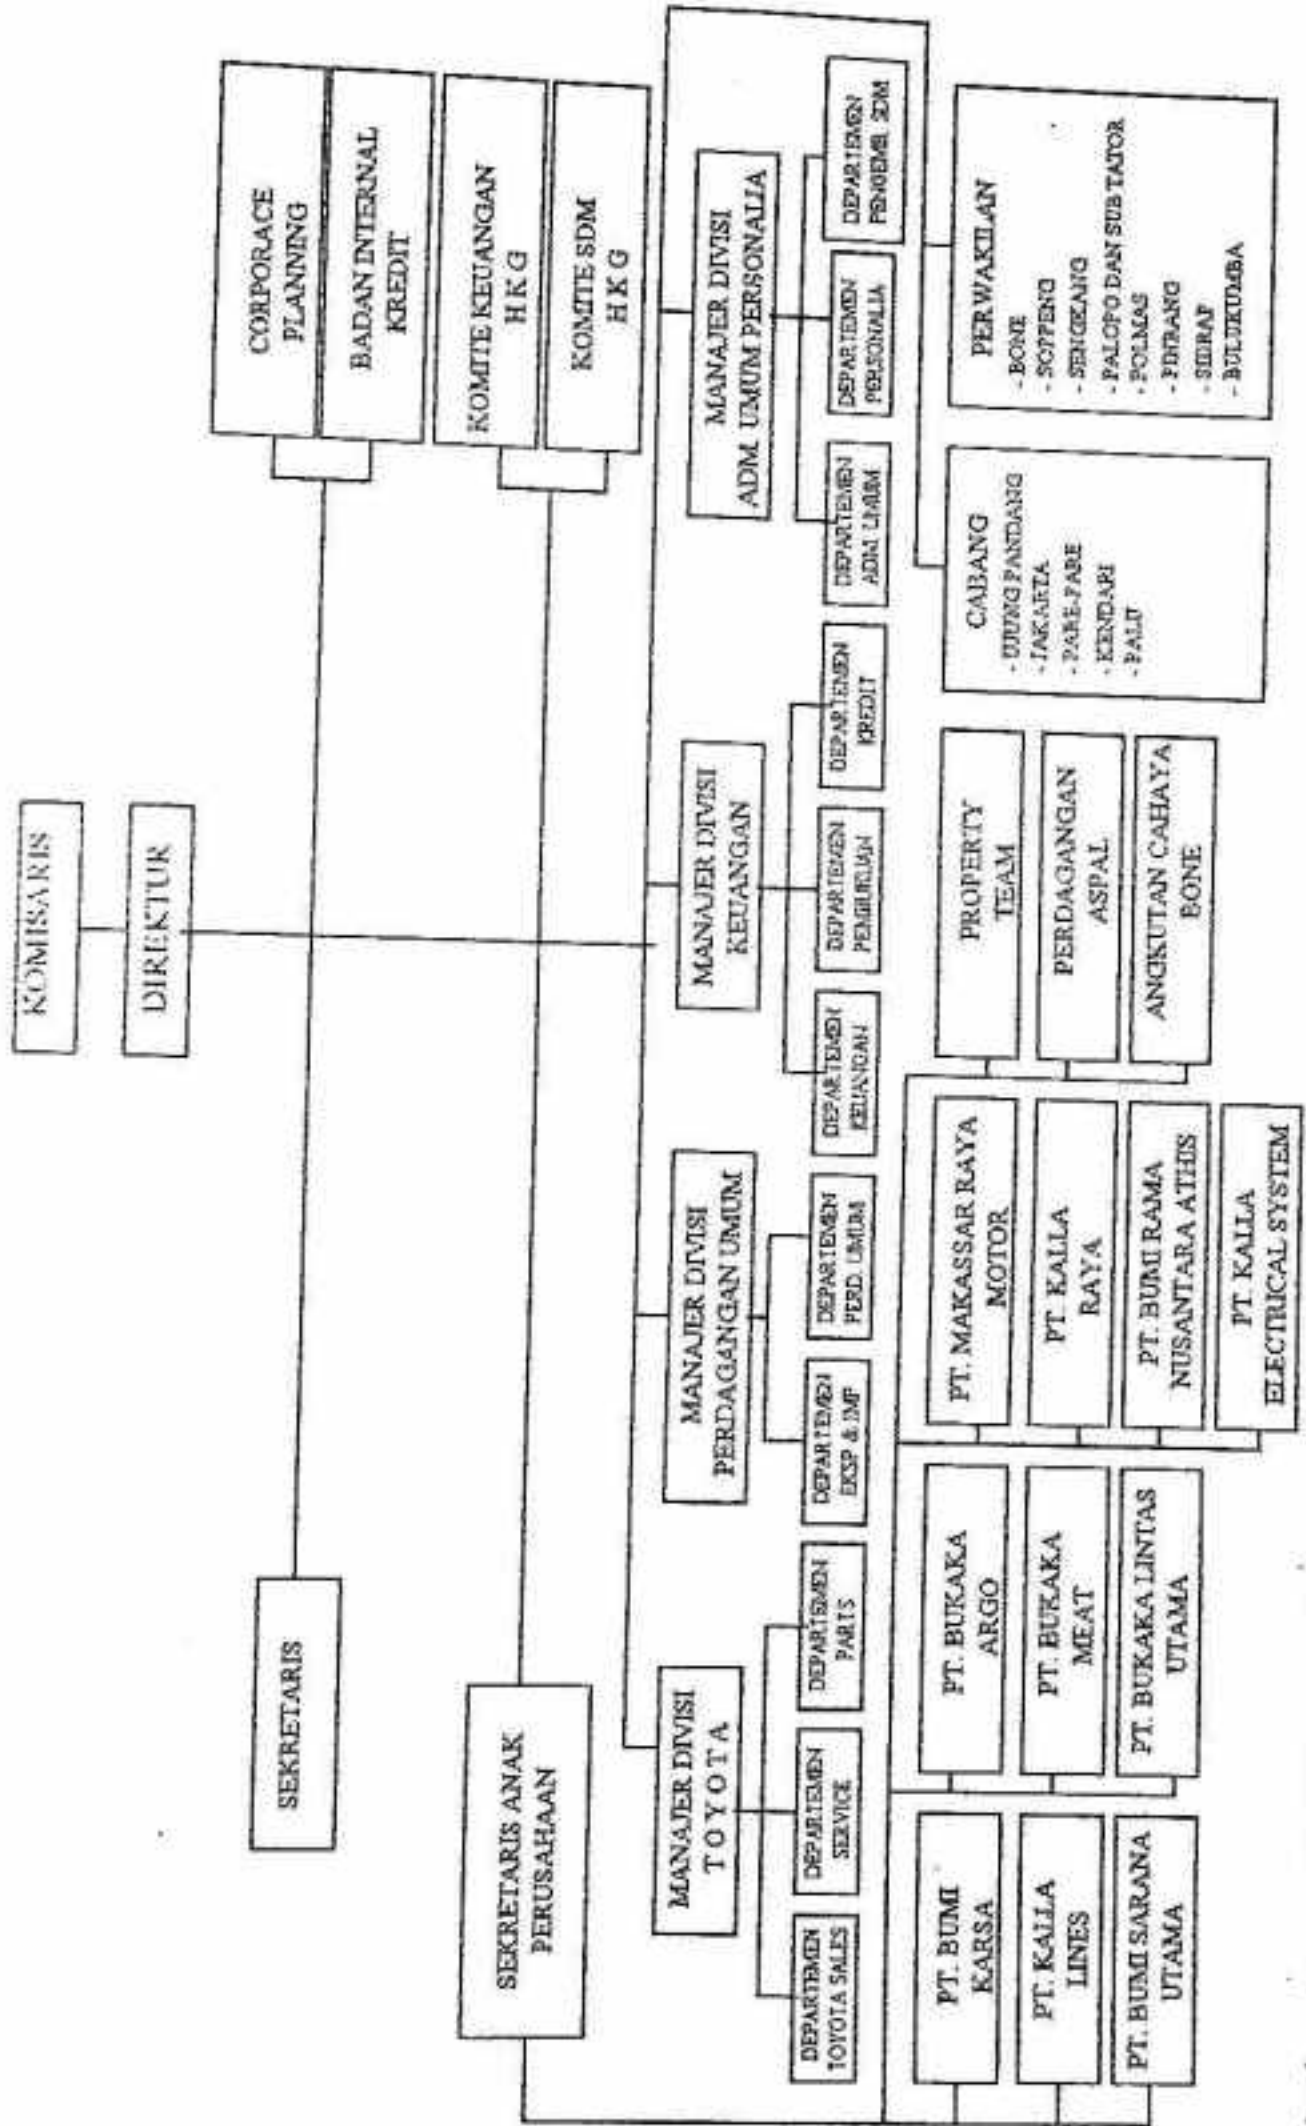 KOMISARIS
DIREKTUR
CORPORACE
PLANNING
BADAN INTERNAL
KREDIT
SEKRETARIS
KOMITE KEUANGAN
H K G
KOMITE SDM
H K G
SEKRETARIS ANAK
PERUSAHAAN
MANAJER DIVISI
T O Y O T A
MANAJER DIVISI
PERDAGANGAN UMUM
MANAJER DIVISI
KEUANGAN
MANAJER DIVISI
ADM. UMUM PERSONALIA
DEPARTEMEN
TOYOTA SALES
DEPARTEMEN
SERVICE
DEPARTEMEN
PARTS
DEPARTEMEN
EKSP & IMP
DEPARTEMEN
PERD. UMUM
DEPARTEMEN
KEUANGAN
DEPARTEMEN
PEMBUKUAN
DEPARTEMEN
KREDIT
DEPARTEMEN
ADM. UMUM
DEPARTEMEN
PERSONALIA
DEPARTEMEN
PENGEMB. SDM
PT. BUMI
KARSA
PT. KALLA
LINES
PT. BUMI SARANA
UTAMA
PT. BUKAKA
ARGO
PT. BUKAKA
MEAT
PT. BUKAKA LINTAS
UTAMA
PT. MAKASSAR RAYA
MOTOR
PT. KALLA
RAYA
PT. BUMI RAMA
NUSANTARA ATHIS
PT. KALLA
ELECTRICAL SYSTEM
PROPERTY
TEAM
PERDAGANGAN
ASPAL
ANGKUTAN CAHAYA
BONE
CABANG
- UJUNG PANDANG
- JAKARTA
- PARE-PARE
- KENDARI
- PALU
PERWAKILAN
- BONE
- SOPPENG
- SENGKANG
- PALOPO DAN SUB TATOR
- POLMAS
- PINRANG
- SIDRAP
- BULUKUMBA